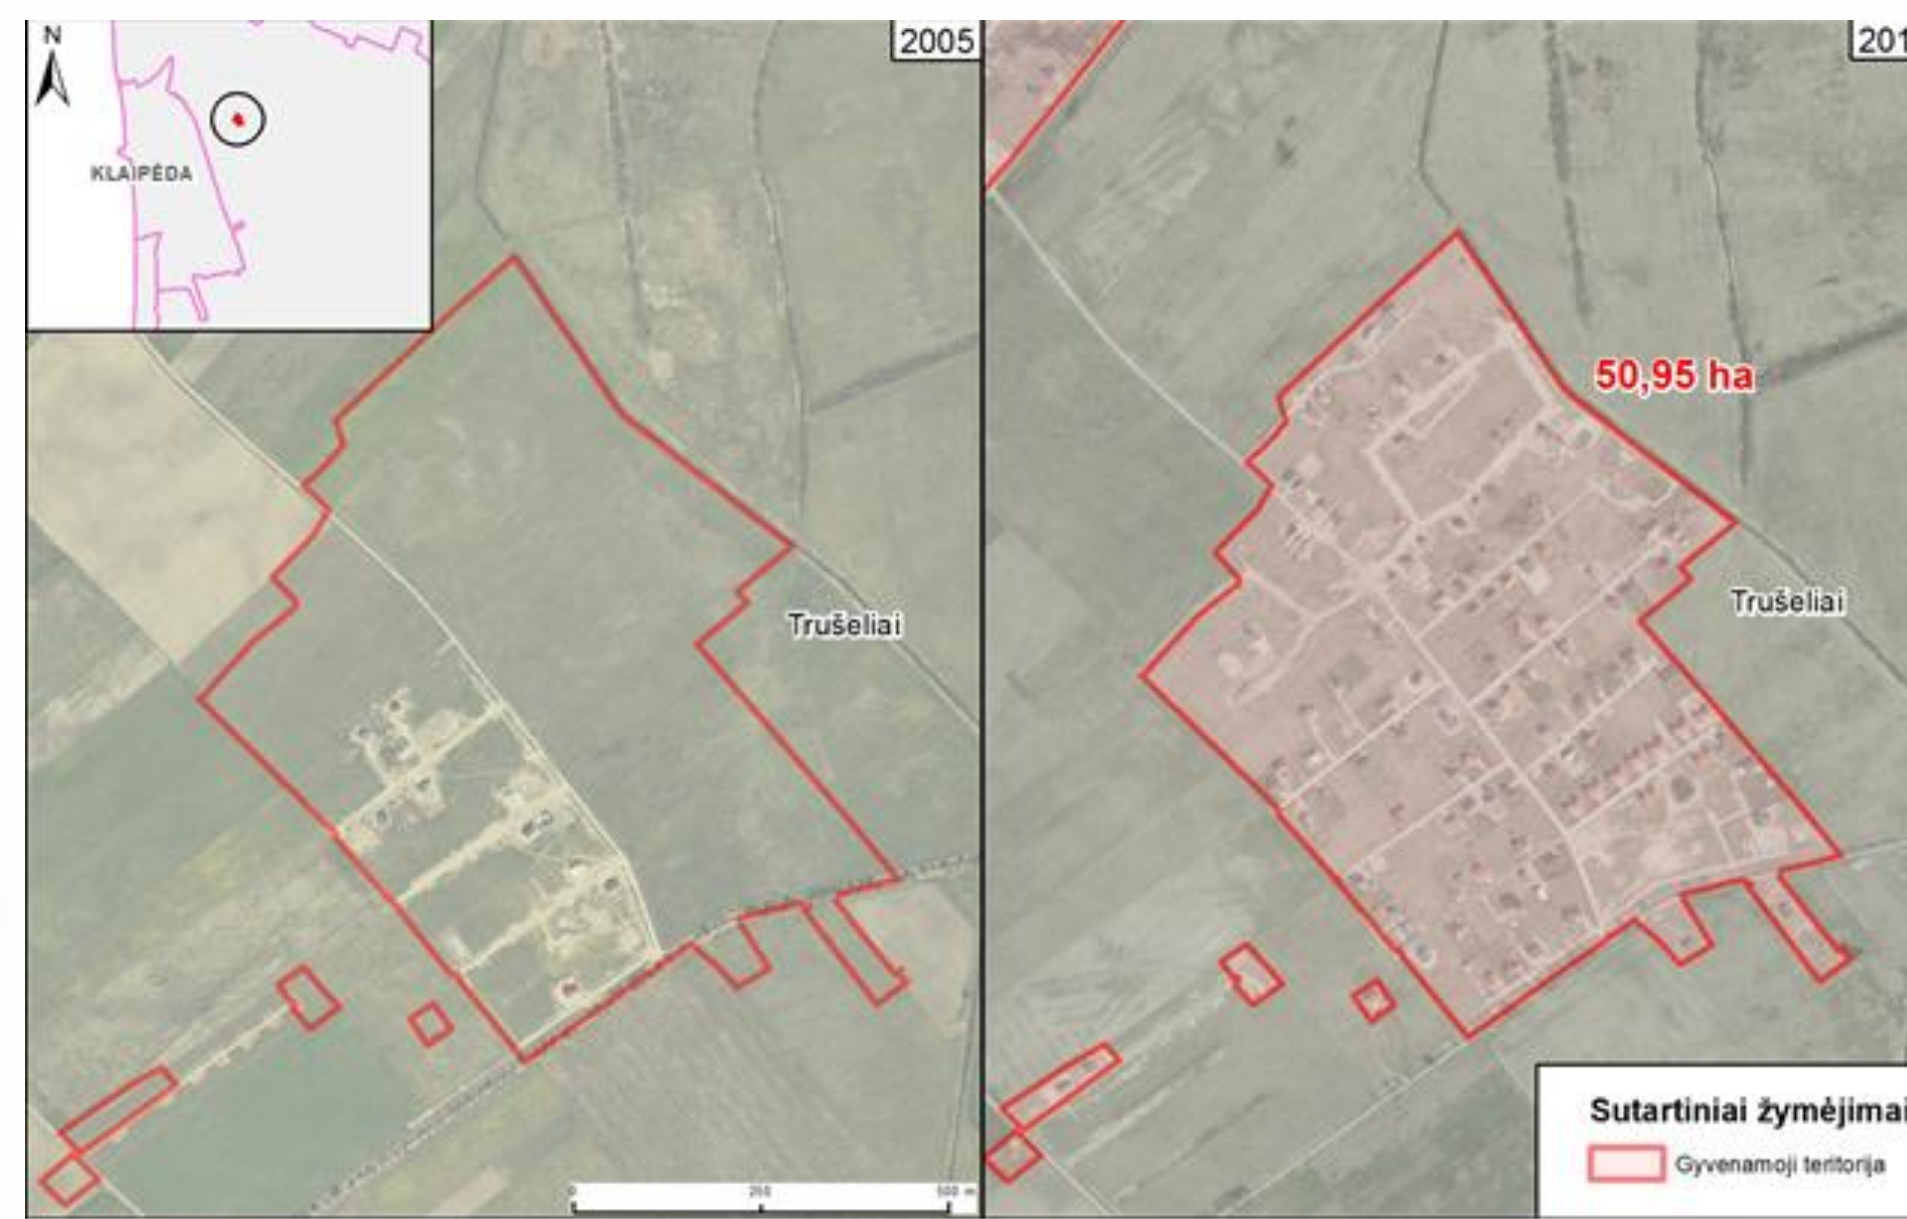 N
2005
201
KLAIPĖDA
50,95 ha
Trušeliai
Trušeliai
Sutartiniai žymėjimai
Gyvenamoji teritorija
0 250 500 m